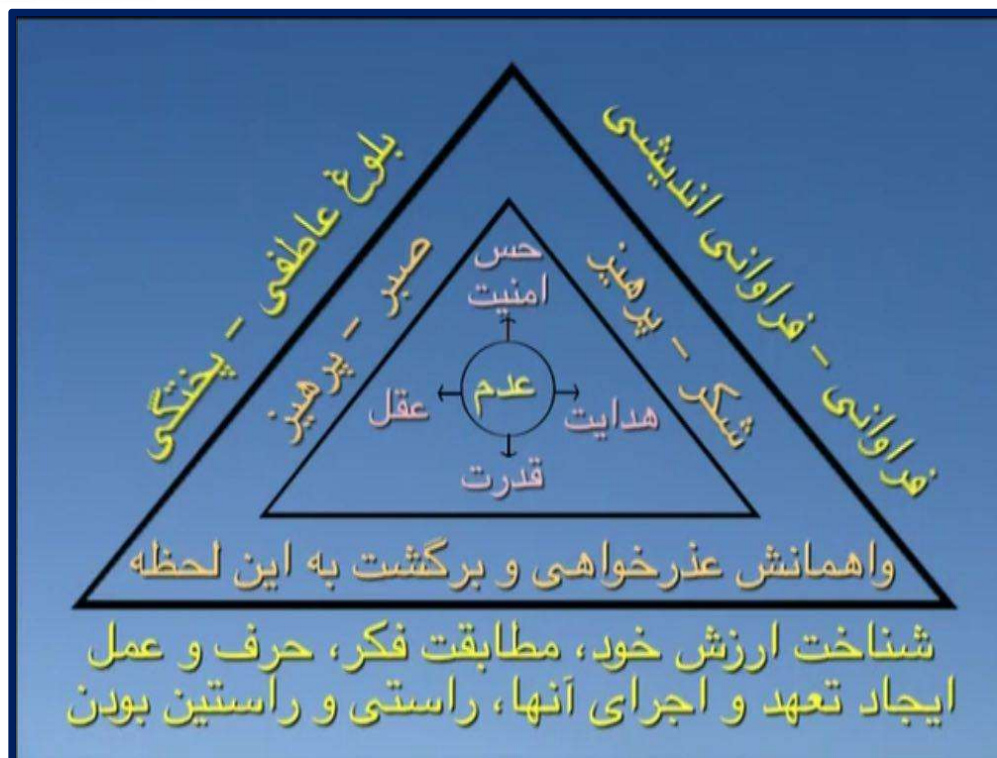 بلوغ عاطفی - پختگی
فراوانی - فراوانی اندیشی
صبر - پرهیز
شکر - پرهیز
حس
امنیت
عدم
عقل
هدایت
قدرت
واهمانش عذرخواهی و برگشت به این لحظه
شناخت ارزش خود، مطابقت فکر، حرف و عمل
ایجاد تعهد و اجرای آنها، راستی و راستین بودن